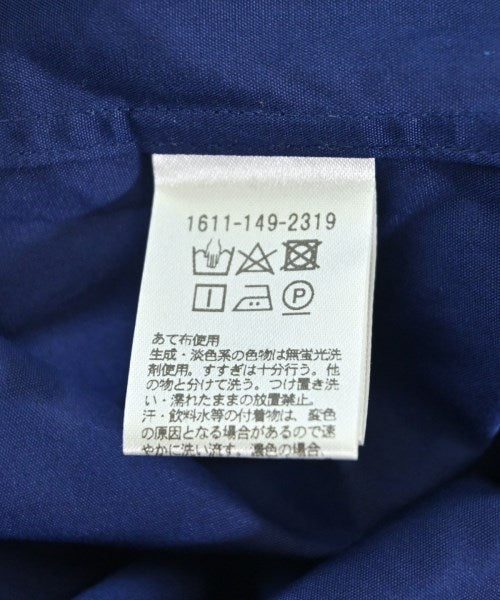 1611-149-2319
P
あて布使用
生成・淡色系の色物は無蛍光洗
剤使用。すすぎは十分行う。他
の物と分けて洗う。つけ置き洗
い・濡れたままの放置禁止。
汗・飲料水等の付着物は、変色
の原因となる場合があるので速
やかに洗い流す。濃色の場合、